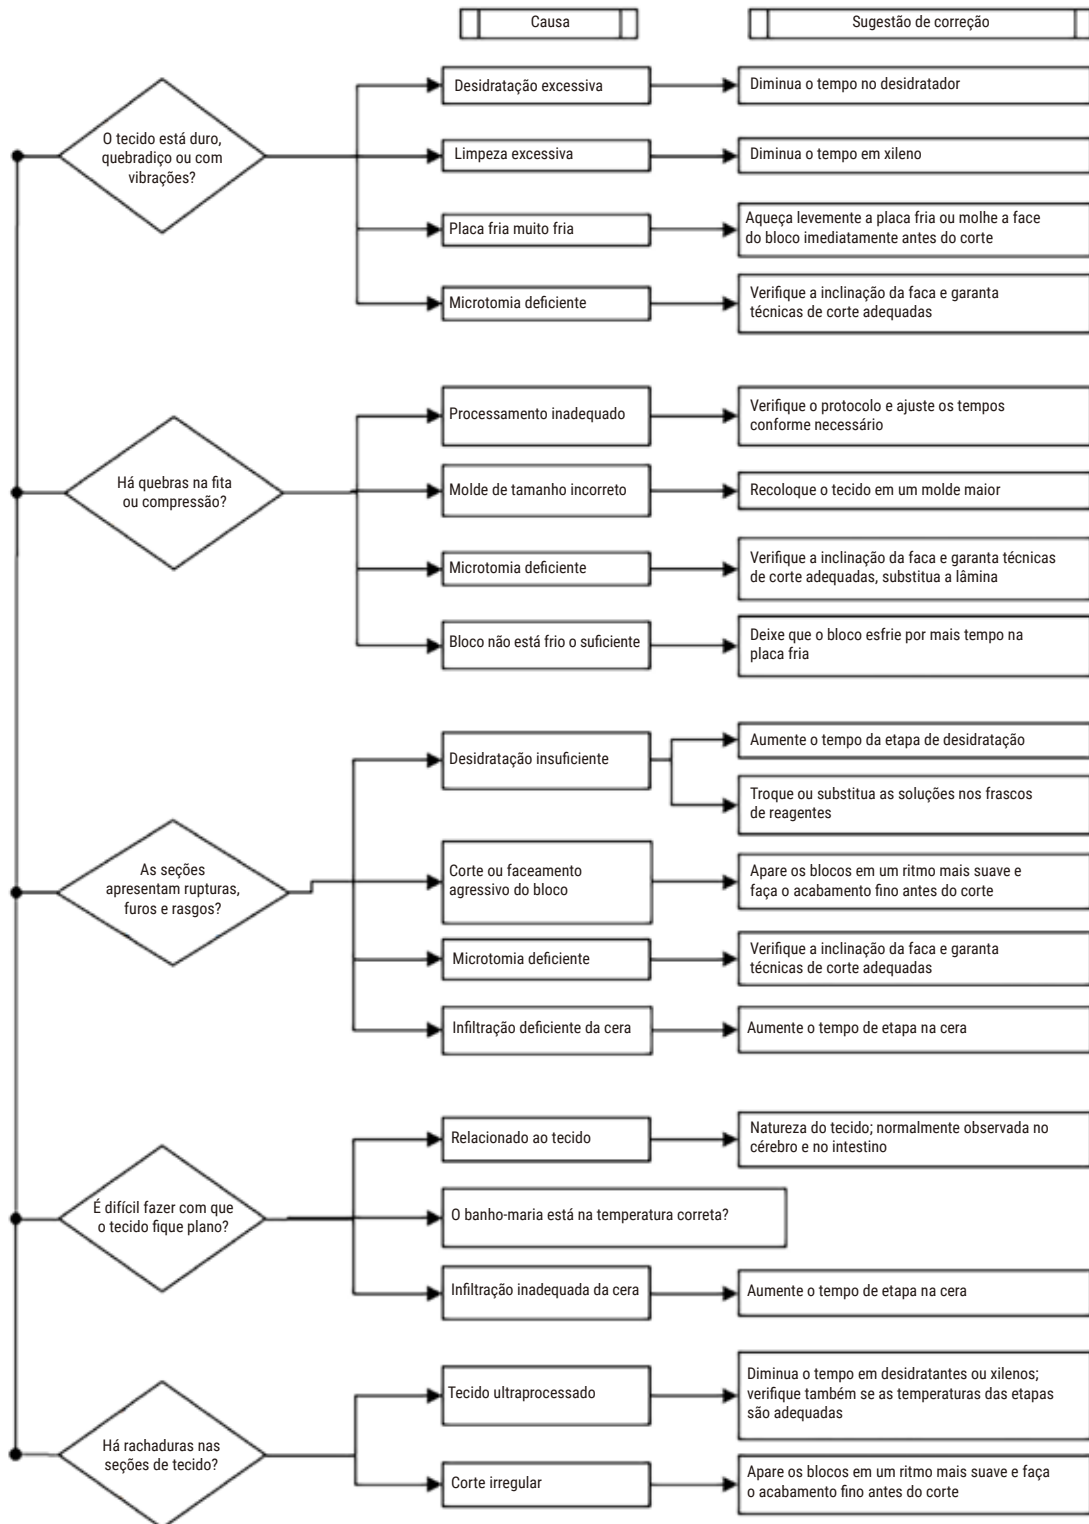 Causa
Sugestão de correção
O tecido está duro,
quebradiço ou com
vibrações?
Desidratação excessiva
Diminua o tempo no desidratador
Limpeza excessiva
Diminua o tempo em xileno
Placa fria muito fria
Aqueça levemente a placa fria ou molhe a face
do bloco imediatamente antes do corte
Microtomia deficiente
Verifique a inclinação da faca e garanta
técnicas de corte adequadas
Há quebras na fita
ou compressão?
Processamento inadequado
Verifique o protocolo e ajuste os tempos
conforme necessário
Molde de tamanho incorreto
Recoloque o tecido em um molde maior
Microtomia deficiente
Verifique a inclinação da faca e garanta técnicas
de corte adequadas, substitua a lâmina
Bloco não está frio o suficiente
Deixe que o bloco esfrie por mais tempo na
placa fria
As seções
apresentam rupturas,
furos e rasgos?
Desidratação insuficiente
Aumente o tempo da etapa de desidratação
Troque ou substitua as soluções nos frascos
de reagentes
Corte ou faceamento
agressivo do bloco
Apare os blocos em um ritmo mais suave e
faça o acabamento fino antes do corte
Microtomia deficiente
Verifique a inclinação da faca e garanta
técnicas de corte adequadas
Infiltração deficiente da cera
Aumente o tempo de etapa na cera
É difícil fazer com que
o tecido fique plano?
Relacionado ao tecido
Natureza do tecido; normalmente observada no
cérebro e no intestino
O banho-maria está na temperatura correta?
Infiltração inadequada da cera
Aumente o tempo de etapa na cera
Há rachaduras nas
seções de tecido?
Tecido ultraprocessado
Diminua o tempo em desidratantes ou xilenos;
verifique também se as temperaturas das etapas
são adequadas
Corte irregular
Apare os blocos em um ritmo mais suave e faça
o acabamento fino antes do corte